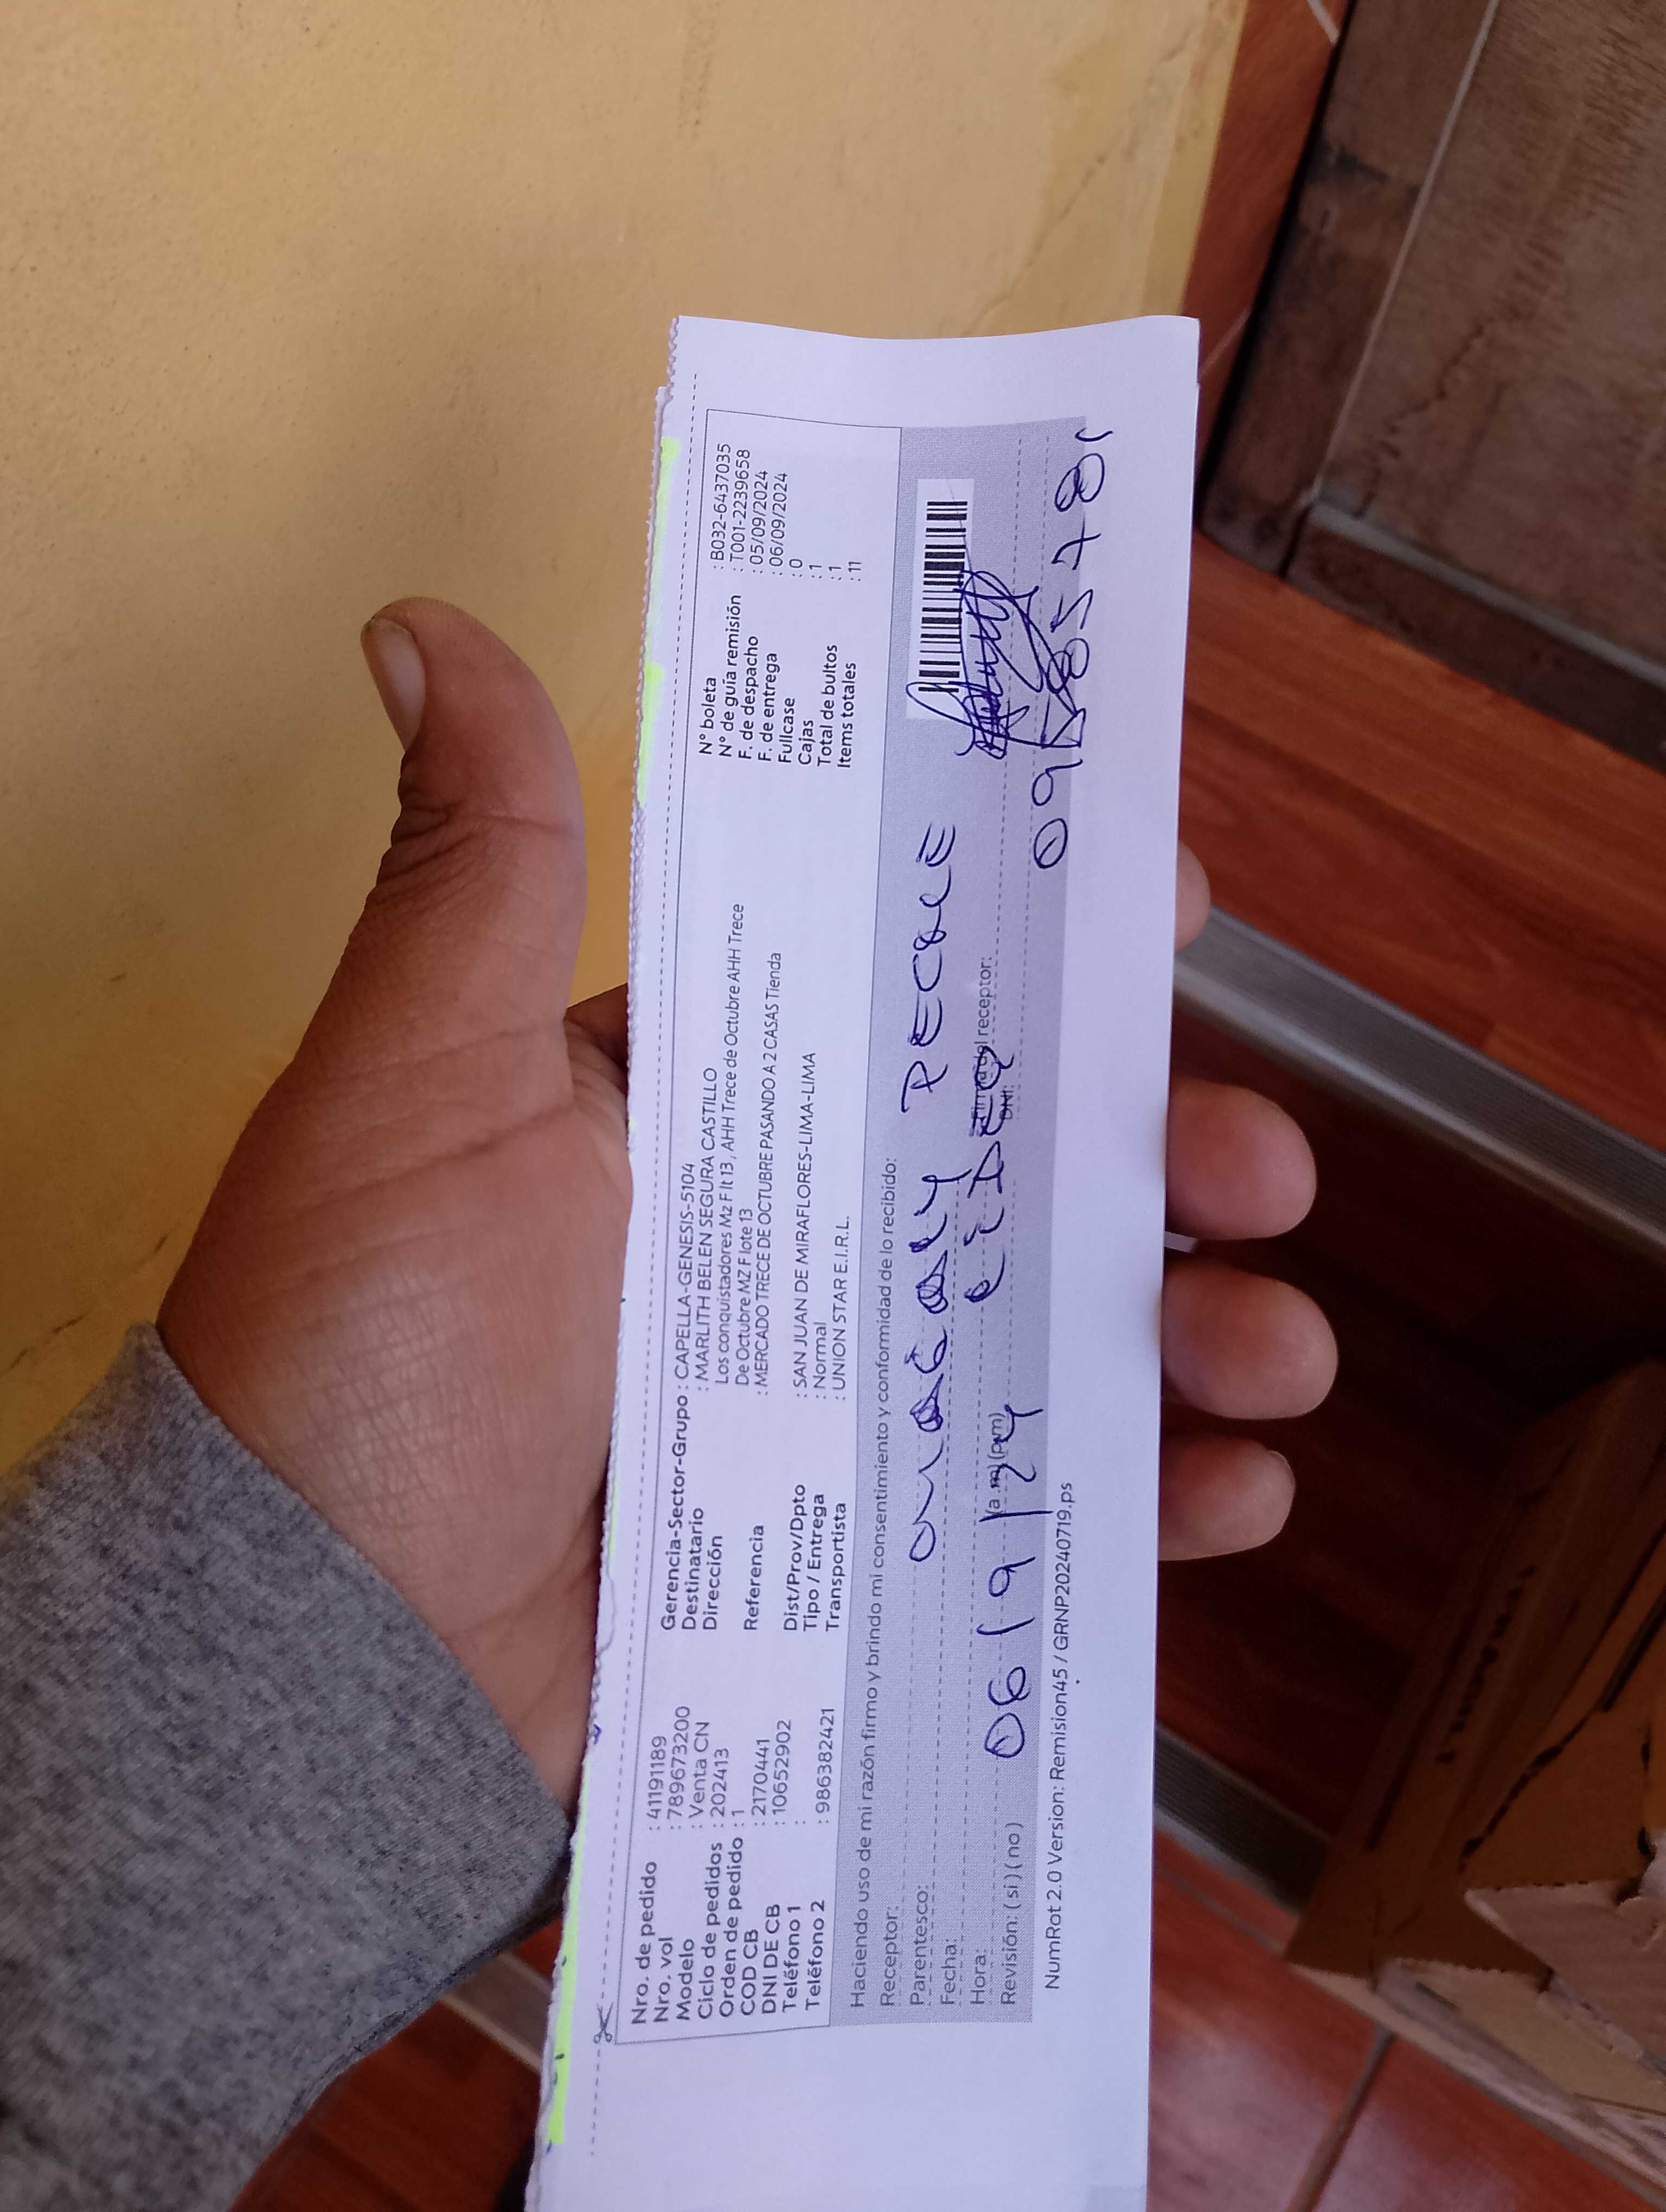 Nro. de pedido : 41191189
Nro. vol : 789673200
Modelo : Venta CN
Ciclo de pedidos : 202413
Orden de pedido : 1
COD CB : 2170441
DNI DE CB : 10652902
Teléfono 1 :
Teléfono 2 : 986382421
Gerencia-Sector-Grupo : CAPELLA-GENESIS-5104
Destinatario : MARLITH BELEN SEGURA CASTILLO
Dirección Los conquistadores Mz F lt 13 , AHH Trece de Octubre AHH Trece
De Octubre MZ F lote 13
Referencia : MERCADO TRECE DE OCTUBRE PASANDO A 2 CASAS Tienda
Dist/Prov/Dpto : SAN JUAN DE MIRAFLORES-LIMA-LIMA
Tipo / Entrega : Normal
Transportista : UNION STAR E.I.R.L.
N° boleta : B032-6437035
N° de guía remisión : T001-2239658
F. de despacho : 05/09/2024
F. de entrega : 06/09/2024
Fullcase : 0
Cajas : 1
Total de bultos : 1
Items totales : 11
Haciendo uso de mi razón firmo y brindo mi consentimiento y conformidad de lo recibido:
Receptor:
Parentesco:
Fecha:
Hora: 06/9/24 (a.m) (p.m)
Revisión: ( si ) ( no )
Firma del receptor:
DNI:
NumRot 2.0 Version: Remision45 / GRNP20240719.ps